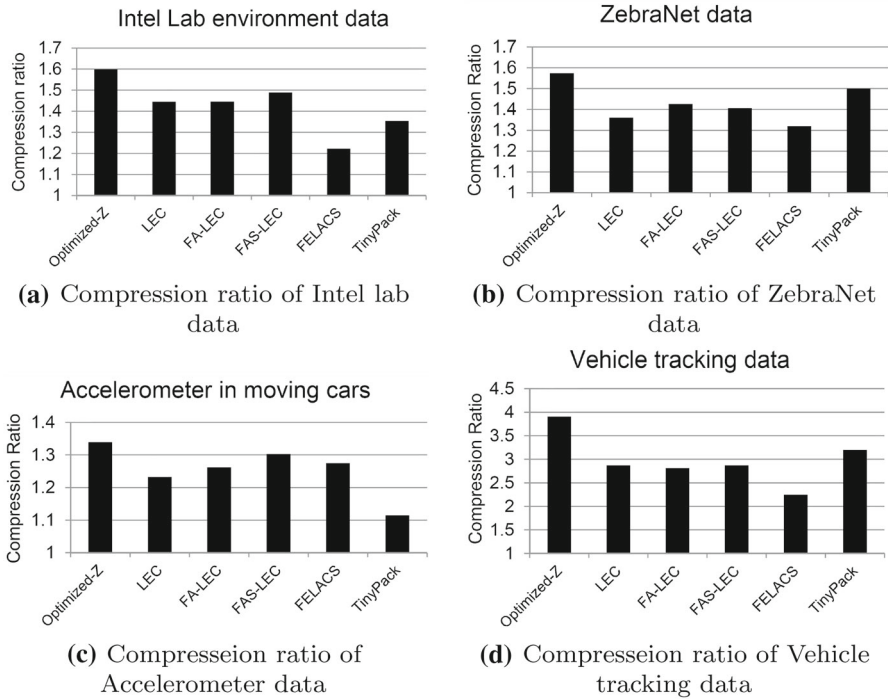 Intel Lab environment data
Compression ratio
1.7
1.6
1.5
1.4
1.3
1.2
1.1
1
Optimized-Z
LEC
FA-LEC
FAS-LEC
FELACS
TinyPack
(a) Compression ratio of Intel lab
data
ZebraNet data
Compression Ratio
1.7
1.6
1.5
1.4
1.3
1.2
1.1
1
Optimized-Z
LEC
FA-LEC
FAS-LEC
FELACS
TinyPack
(b) Compression ratio of ZebraNet
data
Accelerometer in moving cars
Compression Ratio
1.4
1.3
1.2
1.1
1
Optimized-Z
LEC
FA-LEC
FAS-LEC
FELACS
TinyPack
(c) Compresseion ratio of
Accelerometer data
Vehicle tracking data
Compression Ratio
4.5
4
3.5
3
2.5
2
1.5
1
Optimized-Z
LEC
FA-LEC
FAS-LEC
FELACS
TinyPack
(d) Compresseion ratio of Vehicle
tracking data